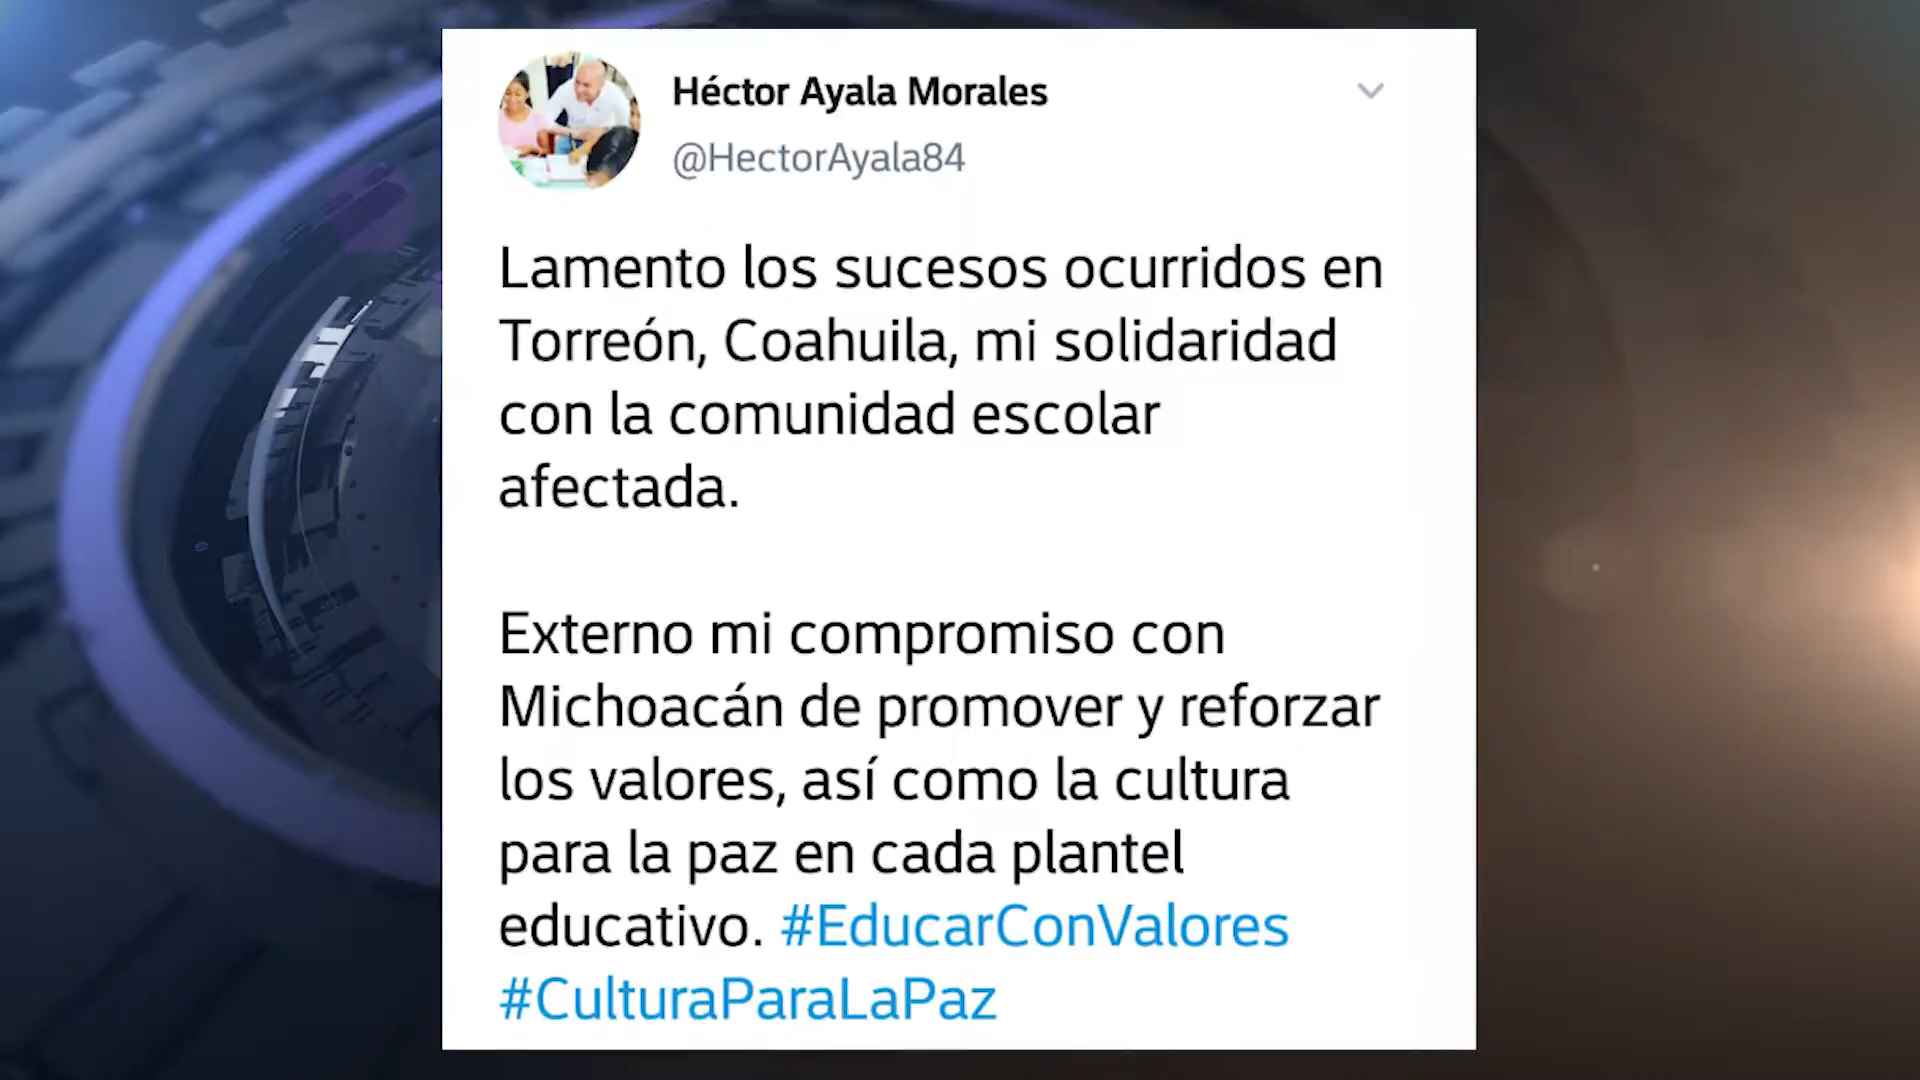 Héctor Ayala Morales
@HectorAyala84
Lamento los sucesos ocurridos en
Torreón, Coahuila, mi solidaridad
con la comunidad escolar
afectada.
Externo mi compromiso con
Michoacán de promover y reforzar
los valores, así como la cultura
para la paz en cada plantel
educativo. #EducarConValores
#CulturaParaLaPaz